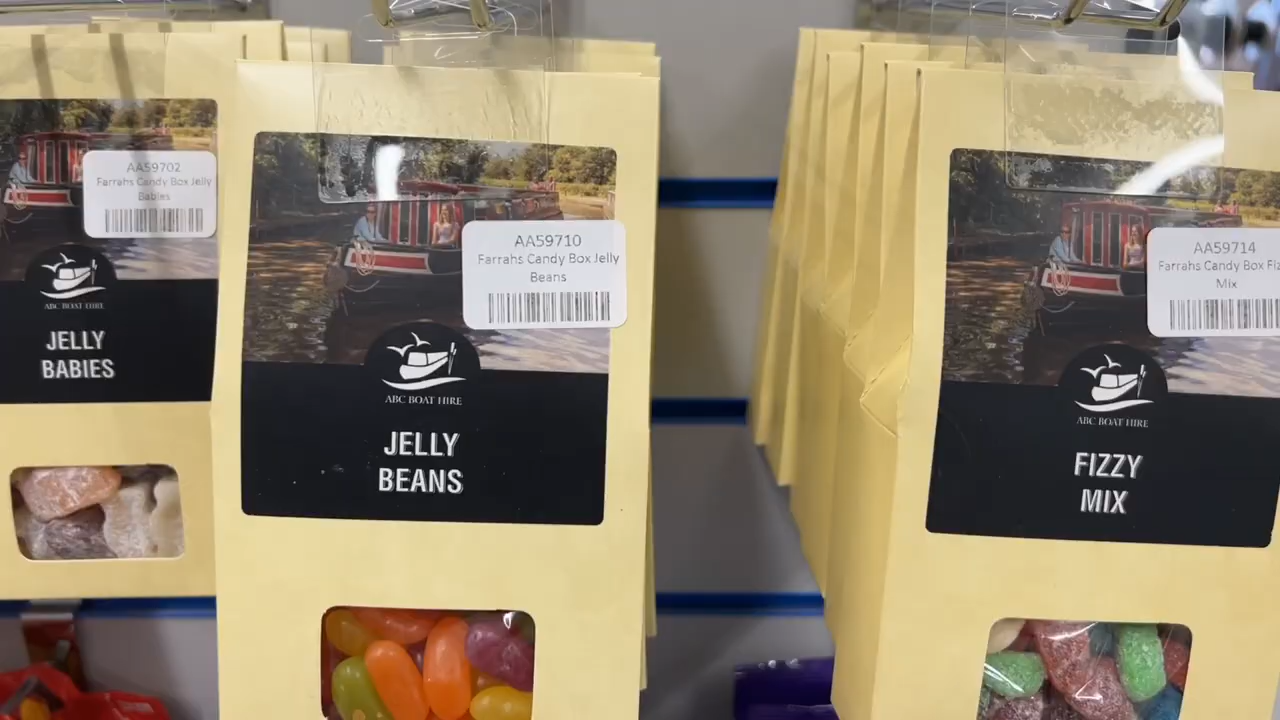 AA59702
Farrahs Candy Box Jelly
Babies
ABC BOAT HIRE
JELLY
BABIES
AA59710
Farrahs Candy Box Jelly
Beans
ABC BOAT HIRE
JELLY
BEANS
AA59714
Farrahs Candy Box Fiz
Mix
ABC BOAT HIRE
FIZZY
MIX